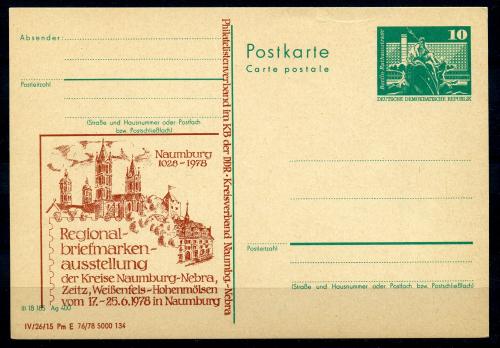 Absender:
Postleitzahl
(Straße und Hausnummer oder Postfach
bzw. Postschließfach)
Naumburg
1028-1978
Regional-
briefmarken-
ausstellung
der Kreise Naumburg-Nebra,
Zeitz, Weißenfels-Hohenmölsen
vom 17.-25.6.1978 in Naumburg
III 18 185 Ag 400
IV/26/15 Pm E 76/78 5000 134
Philatelistenverband im KB der DDR · Kreisverband Naumbg.-Nebra
Postkarte
Carte postale
Berlin, Rathausstraße
10
DEUTSCHE DEMOKRATISCHE REPUBLIK
Postleitzahl
(Straße und Hausnummer oder Postfach bzw. Postschließfach)